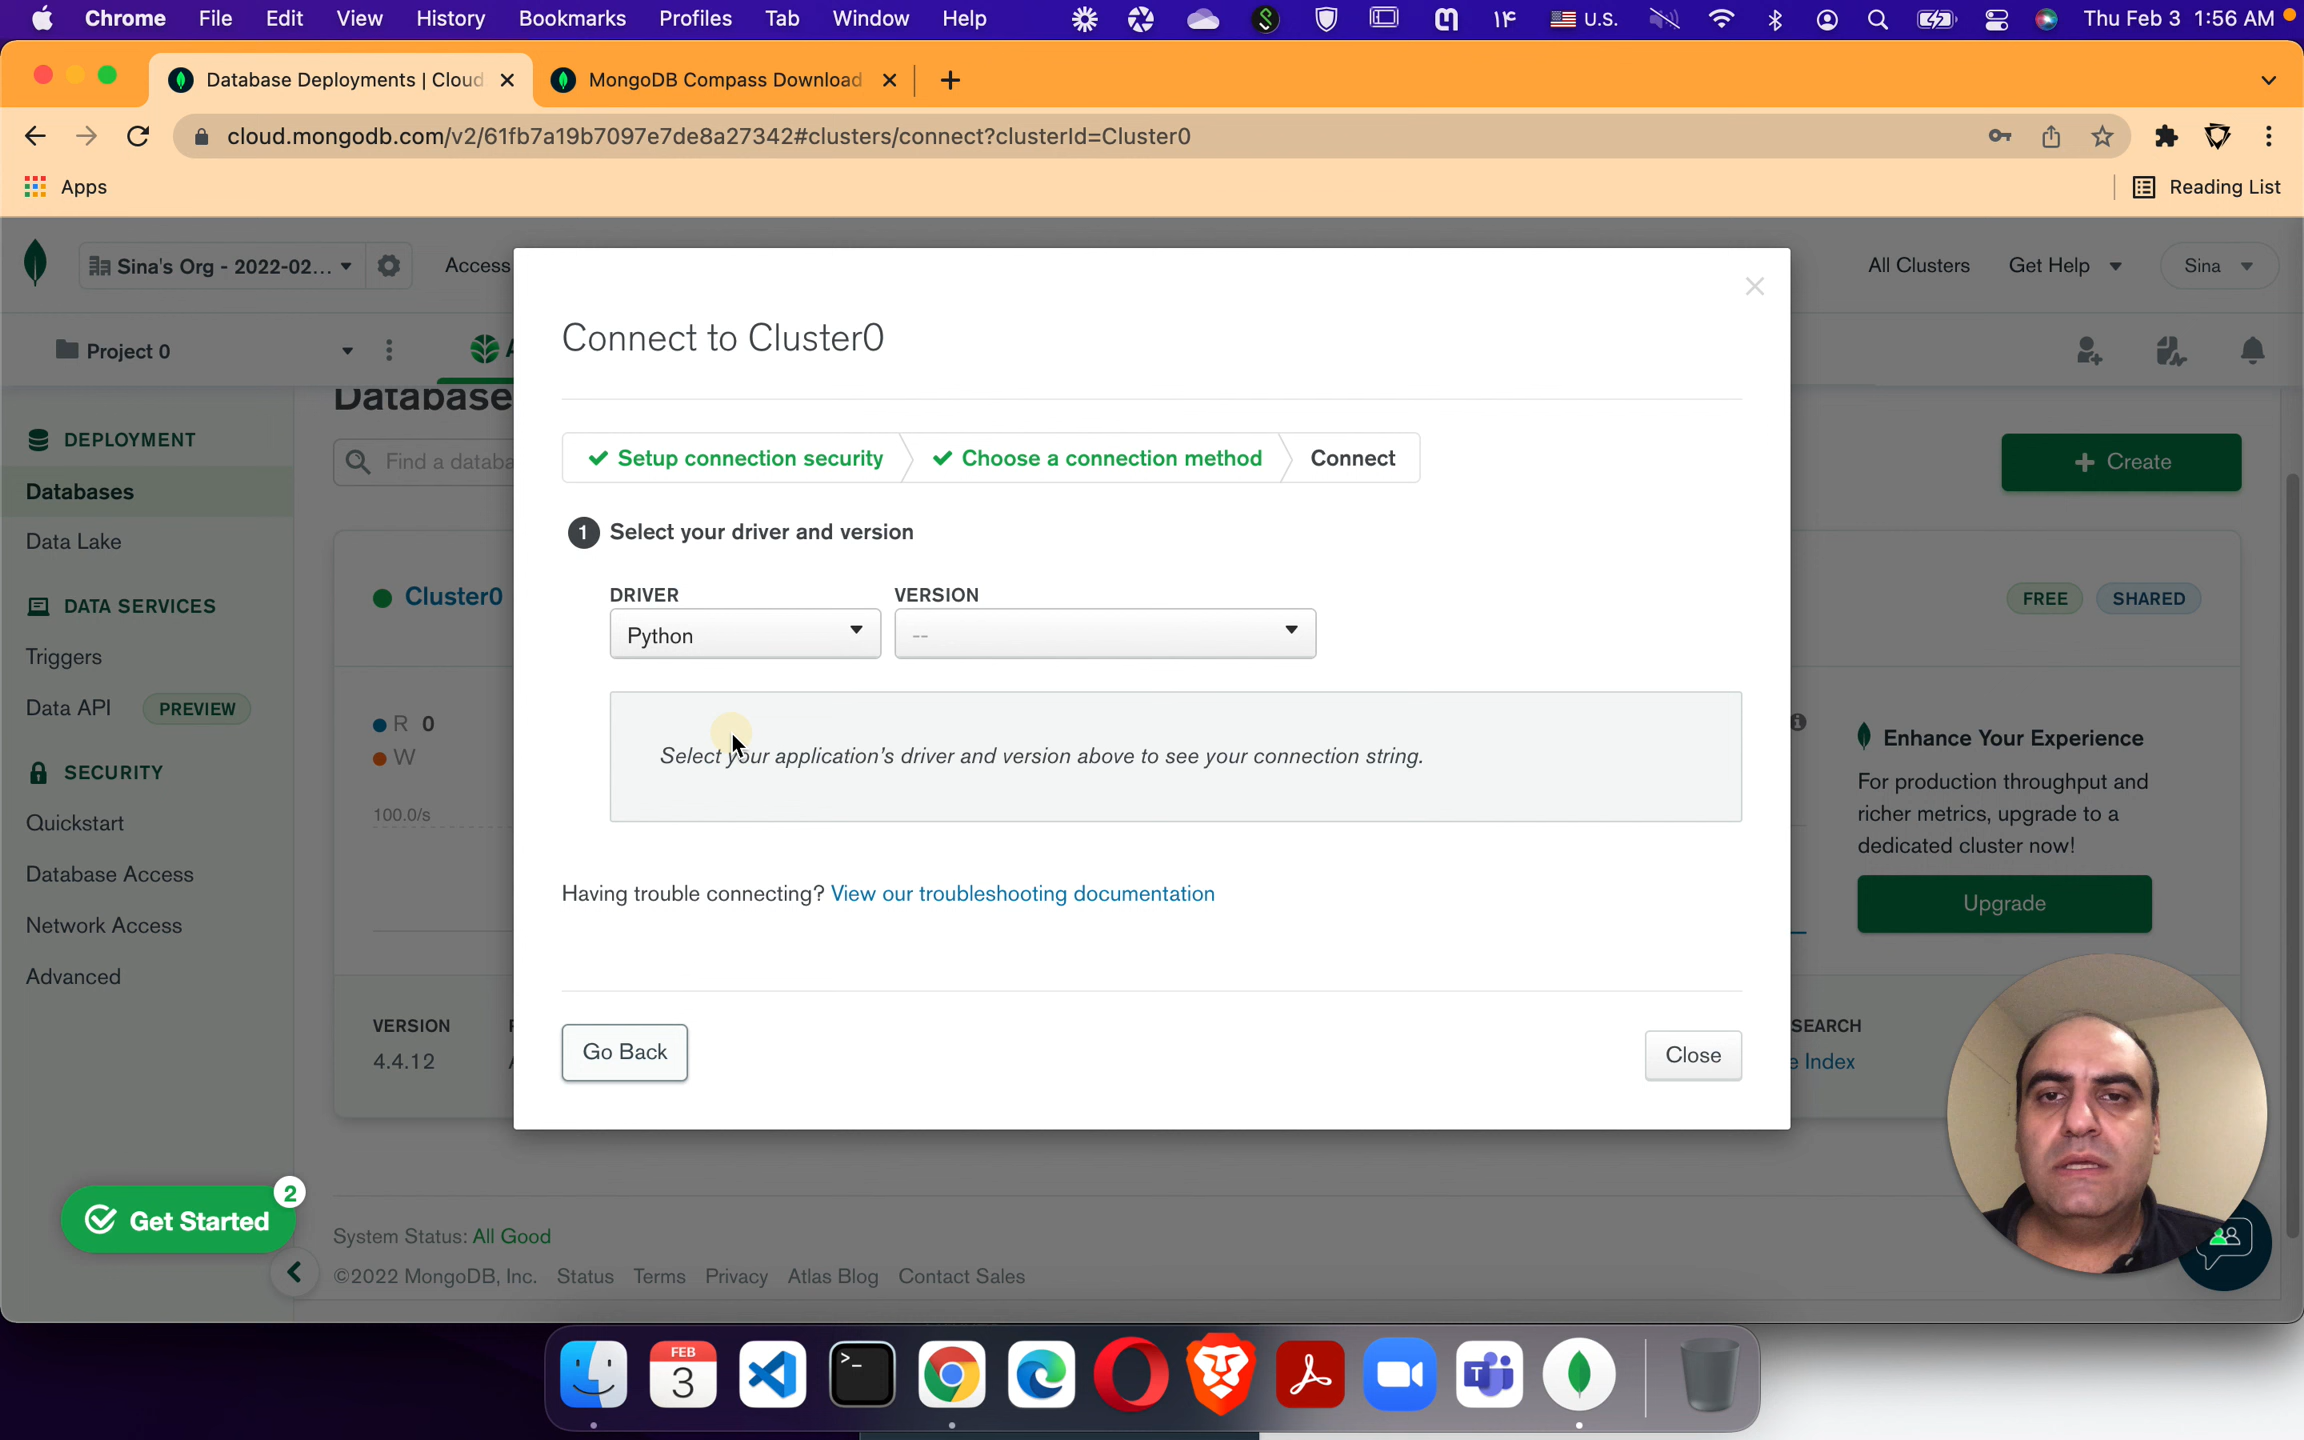 Chrome File Edit View History Bookmarks Profiles Tab Window Help ۱۴ U.S. Thu Feb 3 1:56 AM
Database Deployments | Cloud MongoDB Compass Download
cloud.mongodb.com/v2/61fb7a19b7097e7de8a27342#clusters/connect?clusterId=Cluster0
Apps Reading List
Sina's Org - 2022-02... Access All Clusters Get Help Sina
Project 0
Database
DEPLOYMENT
Databases
Data Lake
DATA SERVICES
Triggers
Data API PREVIEW
SECURITY
Quickstart
Database Access
Network Access
Advanced
Find a databa
+ Create
Cluster0 FREE SHARED
R 0
W
100.0/s
VERSION
4.4.12
Connect to Cluster0
Setup connection security Choose a connection method Connect
1 Select your driver and version
DRIVER VERSION
Python --
Select your application's driver and version above to see your connection string.
Having trouble connecting? View our troubleshooting documentation
Go Back Close
Enhance Your Experience
For production throughput and
richer metrics, upgrade to a
dedicated cluster now!
Upgrade
SEARCH
e Index
Get Started 2
System Status: All Good
©2022 MongoDB, Inc. Status Terms Privacy Atlas Blog Contact Sales
FEB
3